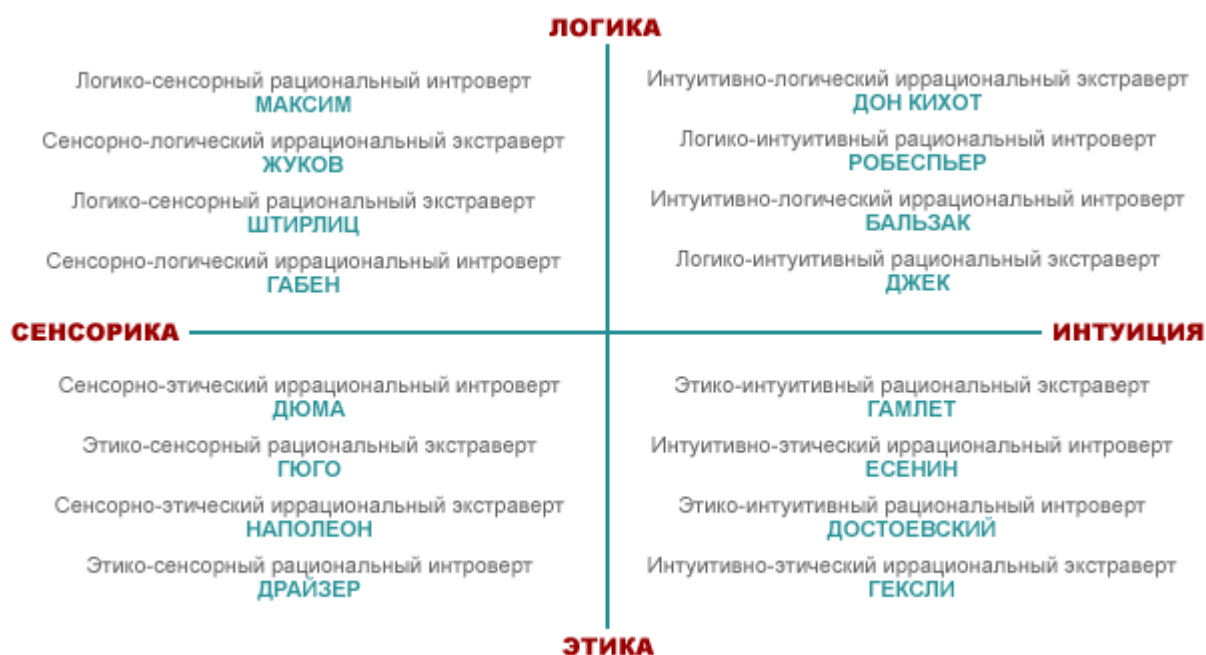 ЛОГИКА
Логико-сенсорный рациональный интроверт
МАКСИМ
Сенсорно-логический иррациональный экстраверт
ЖУКОВ
Логико-сенсорный рациональный экстраверт
ШТИРЛИЦ
Сенсорно-логический иррациональный интроверт
ГАБЕН
Интуитивно-логический иррациональный экстраверт
ДОН КИХОТ
Логико-интуитивный рациональный интроверт
РОБЕСПЬЕР
Интуитивно-логический иррациональный интроверт
БАЛЬЗАК
Логико-интуитивный рациональный экстраверт
ДЖЕК
СЕНСОРИКА
ИНТУИЦИЯ
Сенсорно-этический иррациональный интроверт
ДЮМА
Этико-сенсорный рациональный экстраверт
ГЮГО
Сенсорно-этический иррациональный экстраверт
НАПОЛЕОН
Этико-сенсорный рациональный интроверт
ДРАЙЗЕР
Этико-интуитивный рациональный экстраверт
ГАМЛЕТ
Интуитивно-этический иррациональный интроверт
ЕСЕНИН
Этико-интуитивный рациональный интроверт
ДОСТОЕВСКИЙ
Интуитивно-этический иррациональный экстраверт
ГЕКСЛИ
ЭТИКА